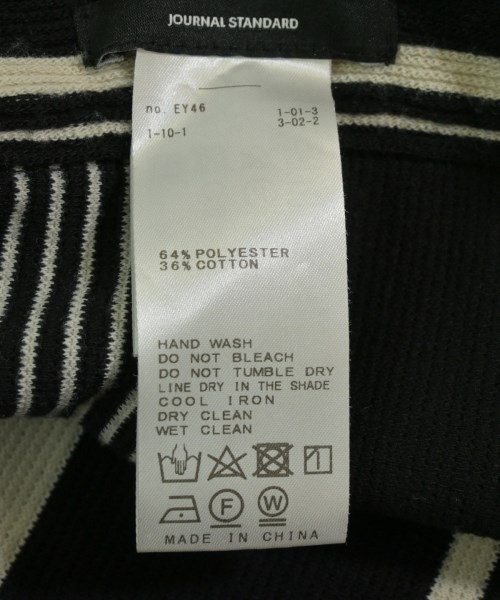 JOURNAL STANDARD
no. EY46 1-01-3
1-10-1 3-02-2
64% POLYESTER
36% COTTON
HAND WASH
DO NOT BLEACH
DO NOT TUMBLE DRY
LINE DRY IN THE SHADE
COOL IRON
DRY CLEAN
WET CLEAN
F W
MADE IN CHINA